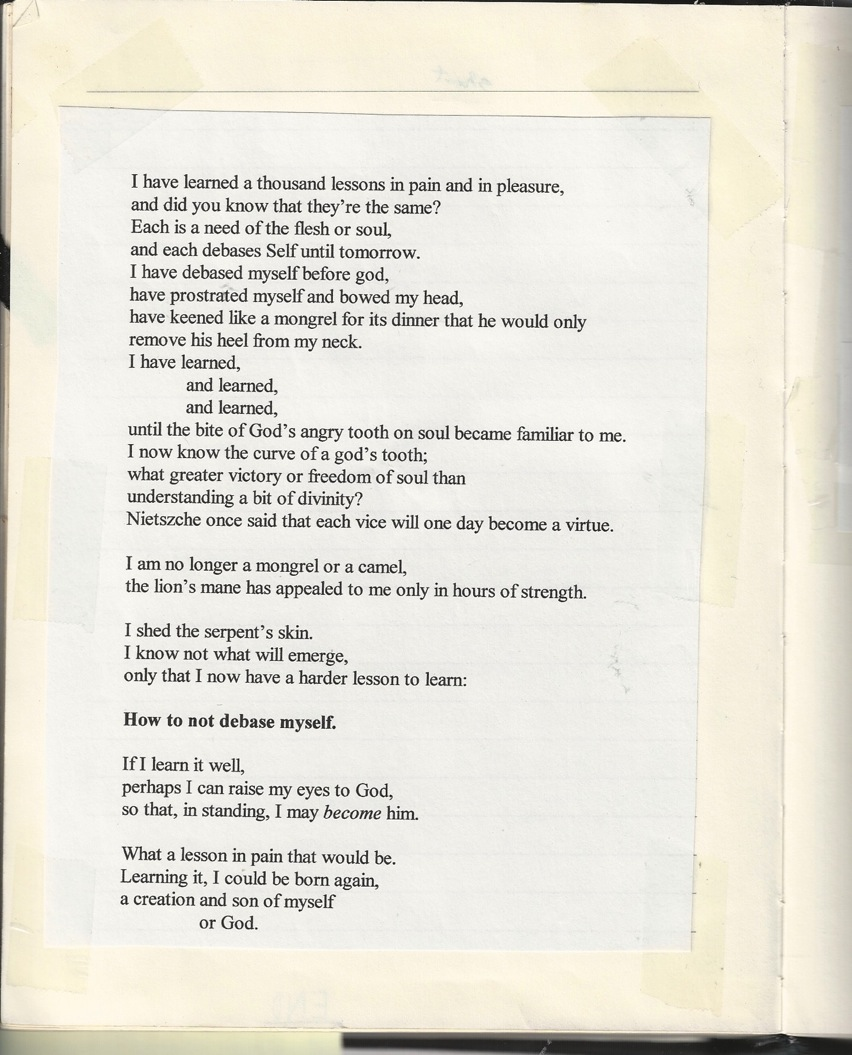 I have learned a thousand lessons in pain and in pleasure,
and did you know that they're the same?
Each is a need of the flesh or soul,
and each debases Self until tomorrow.
I have debased myself before god,
have prostrated myself and bowed my head,
have keened like a mongrel for its dinner that he would only
remove his heel from my neck.
I have learned,
and learned,
and learned,
until the bite of God's angry tooth on soul became familiar to me.
I now know the curve of a god's tooth;
what greater victory or freedom of soul than
understanding a bit of divinity?
Nietszche once said that each vice will one day become a virtue.
I am no longer a mongrel or a camel,
the lion's mane has appealed to me only in hours of strength.
I shed the serpent's skin.
I know not what will emerge,
only that I now have a harder lesson to learn:
How to not debase myself.
If I learn it well,
perhaps I can raise my eyes to God,
so that, in standing, I may become him.
What a lesson in pain that would be.
Learning it, I could be born again,
a creation and son of myself
or God.